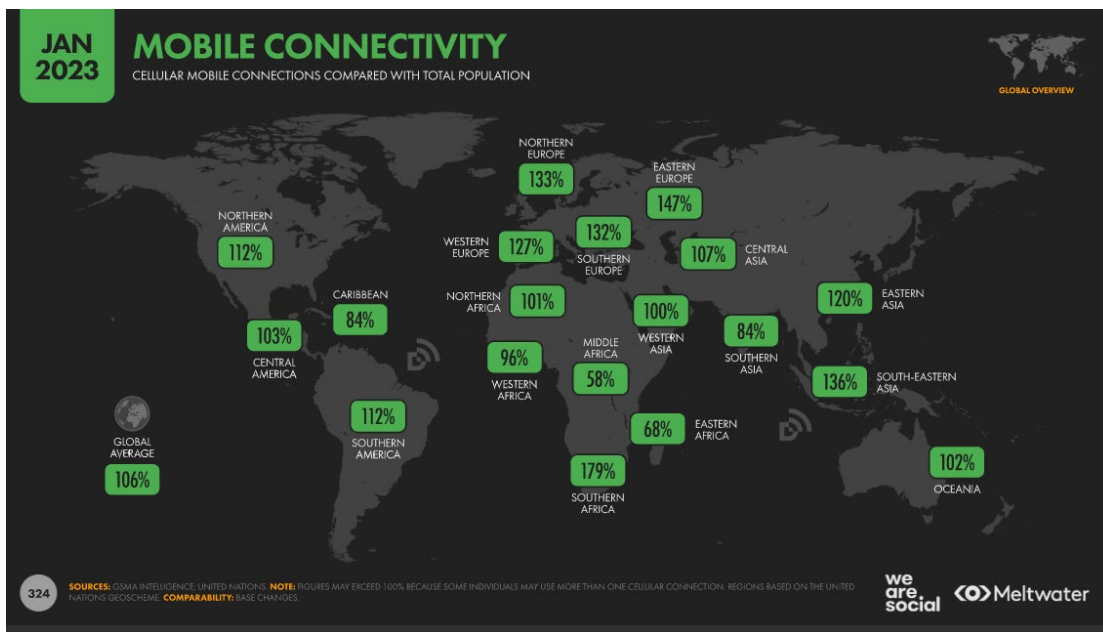 JAN
2023
MOBILE CONNECTIVITY
CELLULAR MOBILE CONNECTIONS COMPARED WITH TOTAL POPULATION
GLOBAL OVERVIEW
NORTHERN
EUROPE
133%
EASTERN
EUROPE
147%
NORTHERN
AMERICA
112%
WESTERN
EUROPE
127%
132%
SOUTHERN
EUROPE
107%
CENTRAL
ASIA
CARIBBEAN
84%
NORTHERN
AFRICA
101%
100%
WESTERN
ASIA
120%
EASTERN
ASIA
103%
CENTRAL
AMERICA
96%
WESTERN
AFRICA
MIDDLE
AFRICA
58%
84%
SOUTHERN
ASIA
136%
SOUTH-EASTERN
ASIA
112%
SOUTHERN
AMERICA
68%
EASTERN
AFRICA
GLOBAL
AVERAGE
106%
179%
SOUTHERN
AFRICA
102%
OCEANIA
324
SOURCES: GSMA INTELLIGENCE; UNITED NATIONS. NOTE: FIGURES MAY EXCEED 100% BECAUSE SOME INDIVIDUALS MAY USE MORE THAN ONE CELLULAR CONNECTION. REGIONS BASED ON THE UNITED
NATIONS GEOSCHEME. COMPARABILITY: BASE CHANGES.
we
are
social
Meltwater